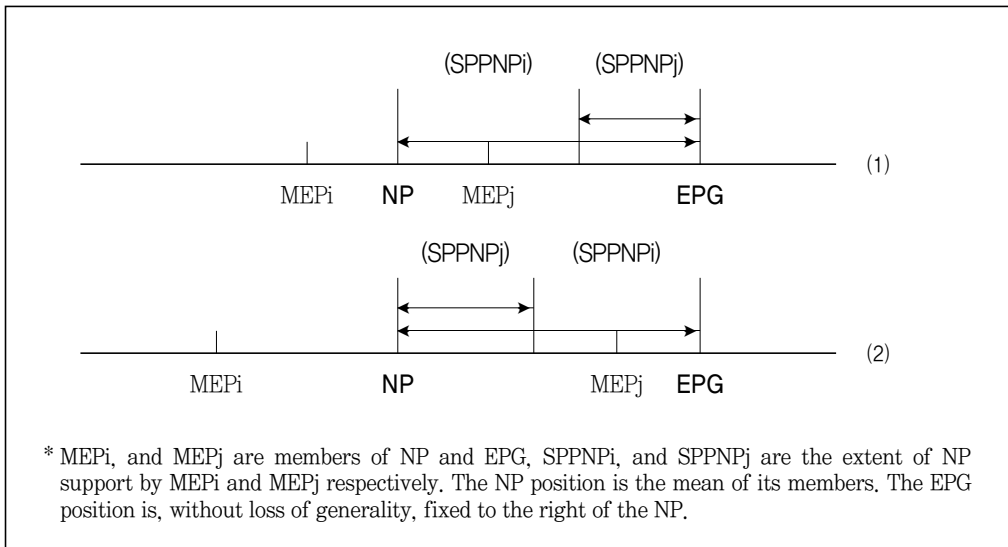 (SPPNPi) (SPPNPj)
MEPi NP MEPj EPG (1)
(SPPNPj) (SPPNPi)
MEPi NP MEPj EPG (2)
* MEPi, and MEPj are members of NP and EPG, SPPNPi, and SPPNPj are the extent of NP
support by MEPi and MEPj respectively. The NP position is the mean of its members. The EPG
position is, without loss of generality, fixed to the right of the NP.